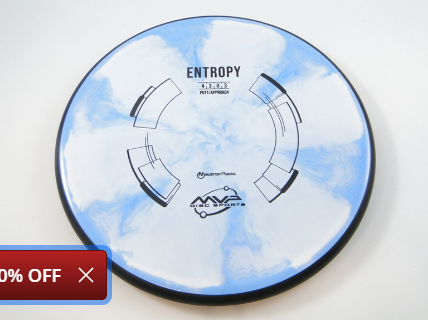 ENTROPY
4.3.0.3
PUTT/APPROACH
Neutron Plastic
MVP
DISC SPORTS
0% OFF